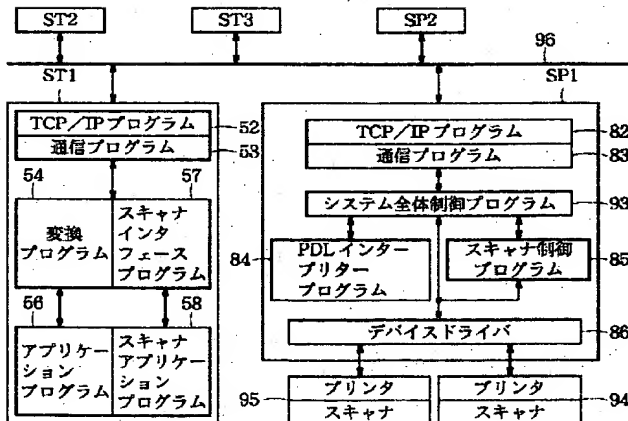 ST2
ST3
SP2
96
ST1
SP1
TCP/IPプログラム
52
通信プログラム
53
54
57
変換
プログラム
スキャナ
インタ
フェース
プログラム
56
58
アプリケー
ション
プログラム
スキャナ
アプリケー
ション
プログラム
TCP/IPプログラム
82
通信プログラム
83
システム全体制御プログラム
93
84
PDLインター
プリター
プログラム
スキャナ制御
プログラム
85
デバイスドライバ
86
95
プリンタ
スキャナ
プリンタ
スキャナ
94